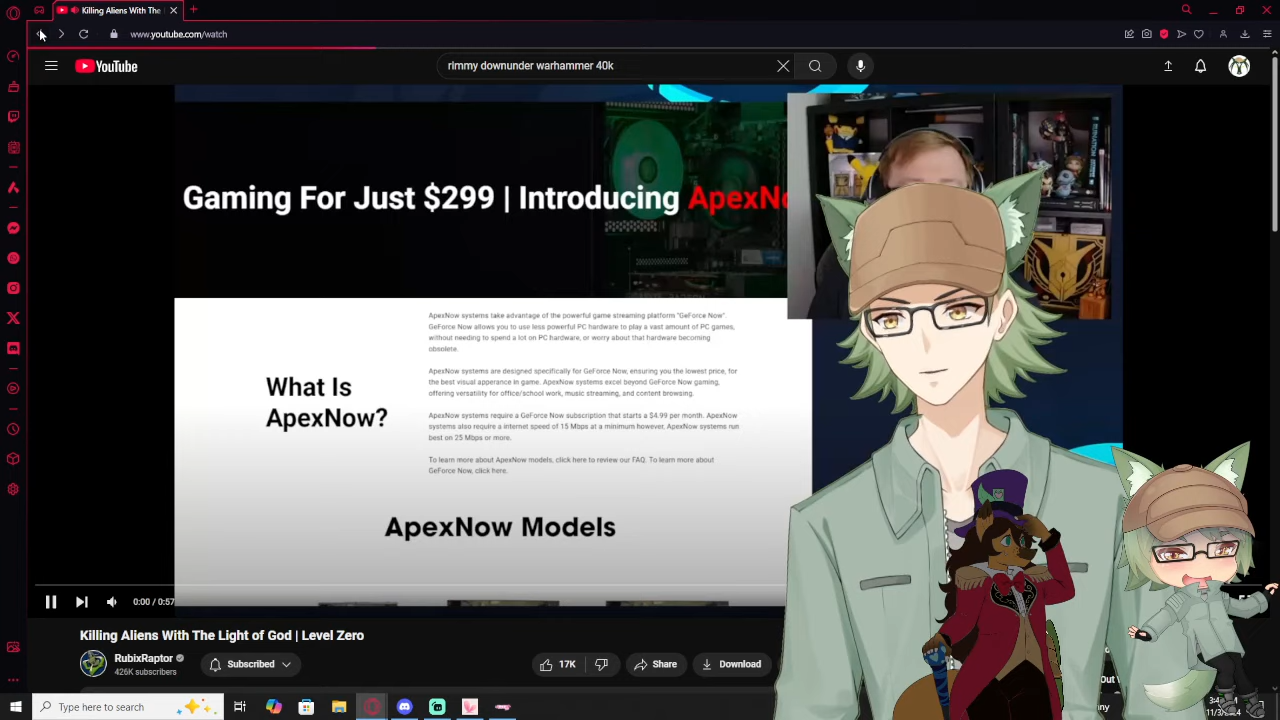 Killing Aliens With The
www.youtube.com/watch
YouTube
rimmy downunder warhammer 40k
Gaming For Just $299 | Introducing ApexNo
What Is
ApexNow?
ApexNow systems take advantage of the powerful game streaming platform "GeForce Now".
GeForce Now allows you to use less powerful PC hardware to play a vast amount of PC games,
without needing to spend a lot on PC hardware, or worry about that hardware becoming
obsolete.
ApexNow systems are designed specifically for GeForce Now, ensuring you the lowest price, for
the best visual apperance in game. ApexNow systems excel beyond GeForce Now gaming,
offering versatility for office/school work, music streaming, and content browsing.
ApexNow systems require a GeForce Now subscription that starts a $4.99 per month. ApexNow
systems also require a internet speed of 15 Mbps at a minimum however, ApexNow systems run
best on 25 Mbps or more.
To learn more about ApexNow models, click here to review our FAQ. To learn more about
GeForce Now, click here.
ApexNow Models
0:00 / 0:57
Killing Aliens With The Light of God | Level Zero
RubixRaptor
426K subscribers
Subscribed
17K
Share
Download
Type here to search